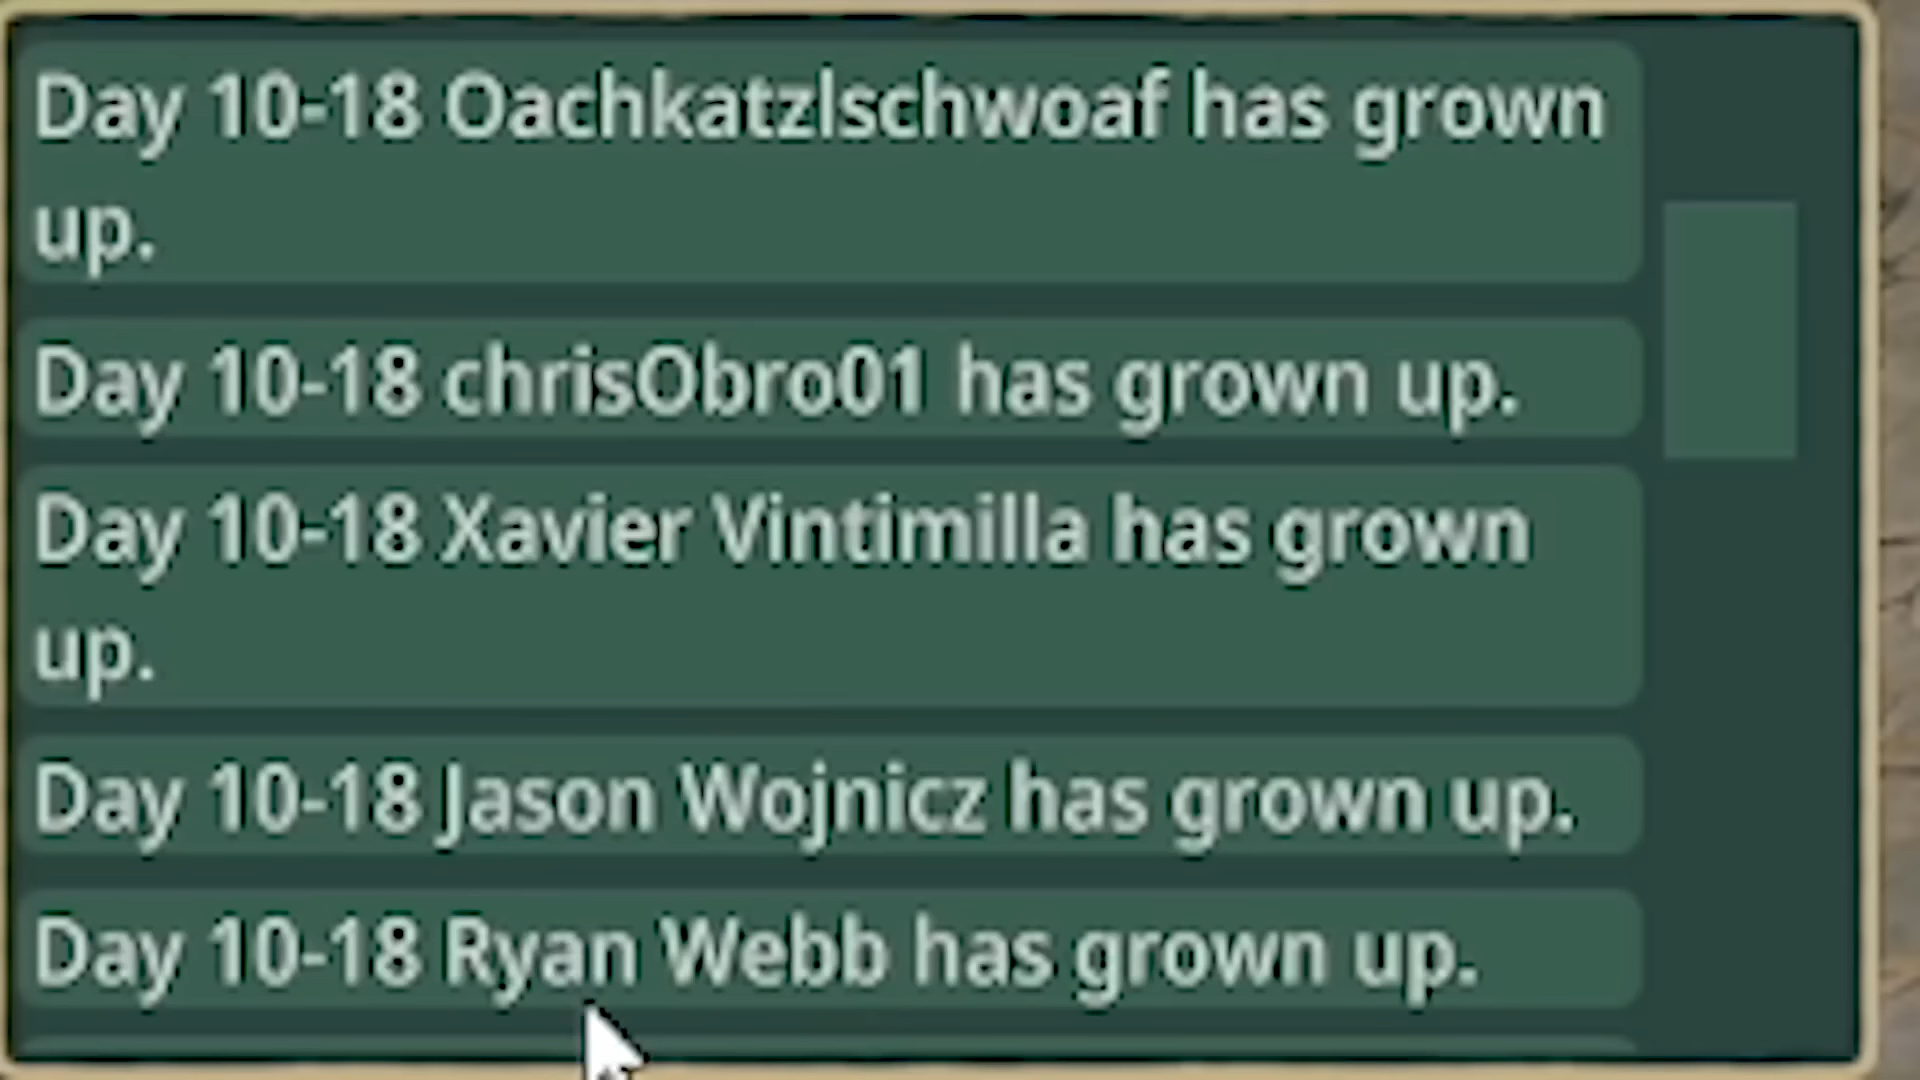 Day 10-18 Oachkatzlschwoaf has grown
up.
Day 10-18 chrisObro01 has grown up.
Day 10-18 Xavier Vintimilla has grown
up.
Day 10-18 Jason Wojnicz has grown up.
Day 10-18 Ryan Webb has grown up.